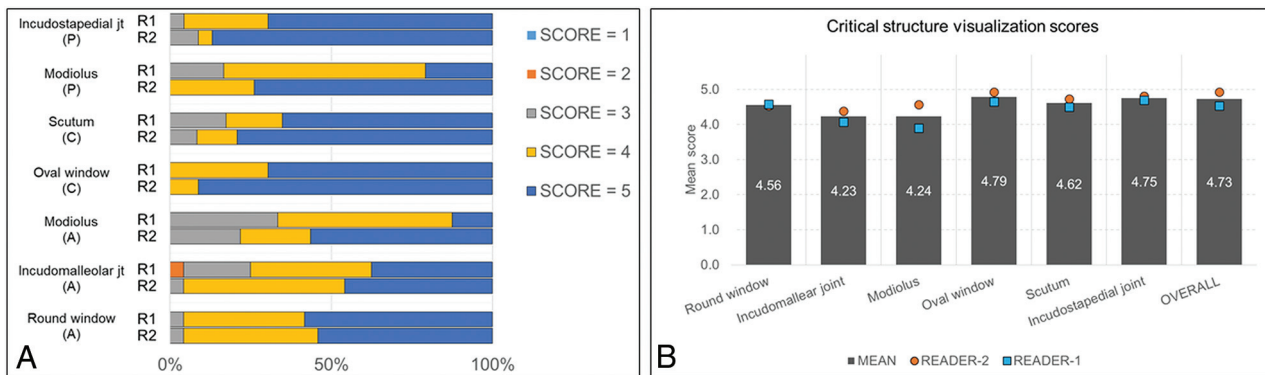 Incudostapedial jt
(P)
R1
R2
Modiolus
(P)
R1
R2
Scutum
(C)
R1
R2
Oval window
(C)
R1
R2
Modiolus
(A)
R1
R2
Incudomalleolar jt
(A)
R1
R2
Round window
(A)
R1
R2
0%
50%
100%
SCORE = 1
SCORE = 2
SCORE = 3
SCORE = 4
SCORE = 5
A
Critical structure visualization scores
Mean score
5.0
4.0
3.0
2.0
1.0
0.0
4.56
4.23
4.24
4.79
4.62
4.75
4.73
Round window
Incudomallear joint
Modiolus
Oval window
Scutum
Incudostapedial joint
OVERALL
MEAN
READER-2
READER-1
B